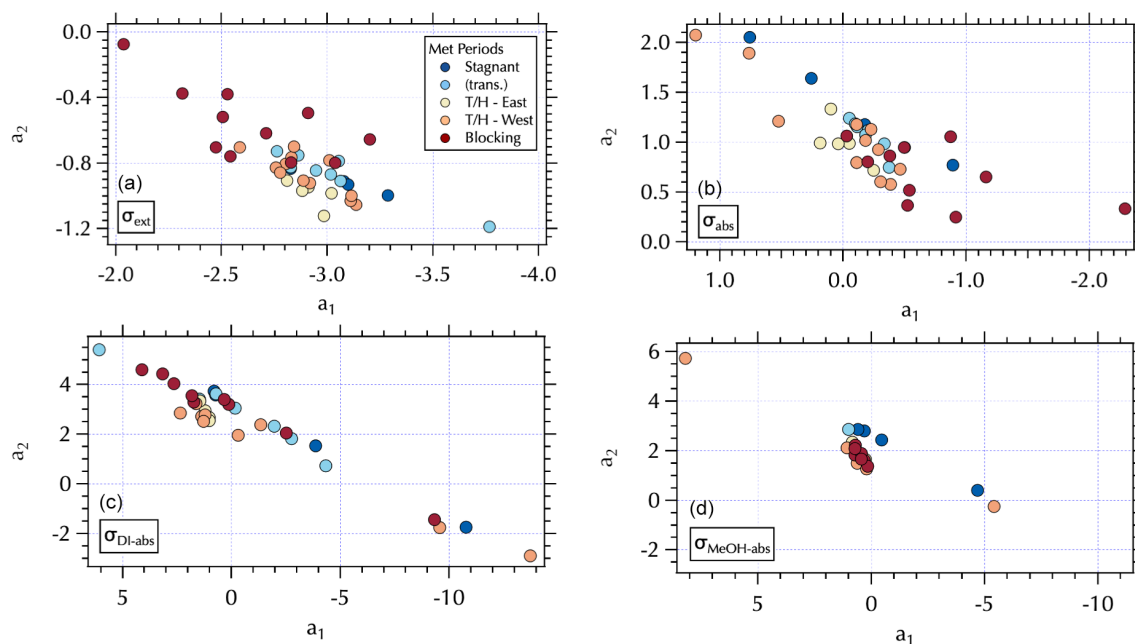 0.0
-0.4
-0.8
-1.2
a2
Met Periods
Stagnant
(trans.)
T/H - East
T/H - West
Blocking
(a)
σext
-2.0 -2.5 -3.0 -3.5 -4.0
a1
2.0
1.5
1.0
0.5
0.0
a2
(b)
σabs
1.0 0.0 -1.0 -2.0
a1
4
2
0
-2
a2
(c)
σDI-abs
5 0 -5 -10
a1
6
4
2
0
-2
a2
(d)
σMeOH-abs
5 0 -5 -10
a1